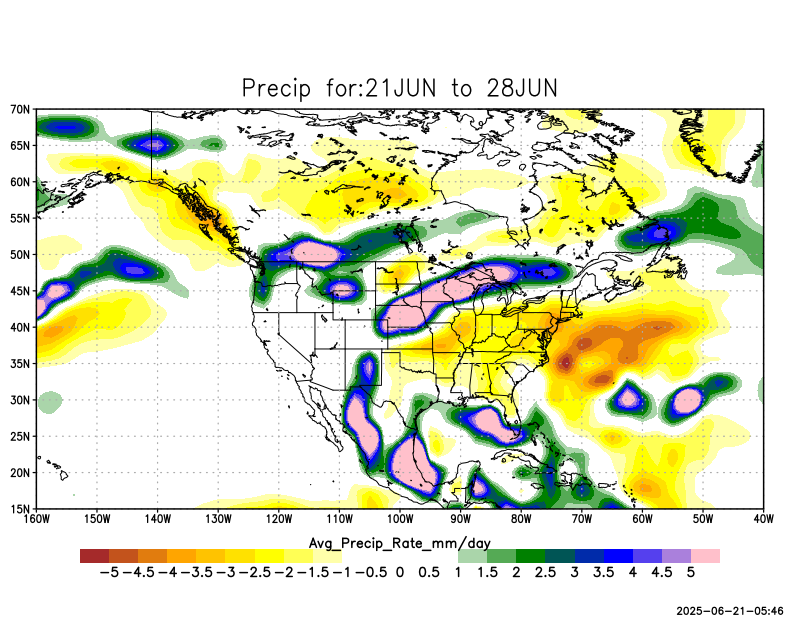 Precip for:21JUN to 28JUN
70N
65N
60N
55N
50N
45N
40N
35N
30N
25N
20N
15N
160W 150W 140W 130W 120W 110W 100W 90W 80W 70W 60W 50W 40W
Avg_Precip_Rate_mm/day
-5 -4.5 -4 -3.5 -3 -2.5 -2 -1.5 -1 -0.5 0 0.5 1 1.5 2 2.5 3 3.5 4 4.5 5
2025-06-21-05:46